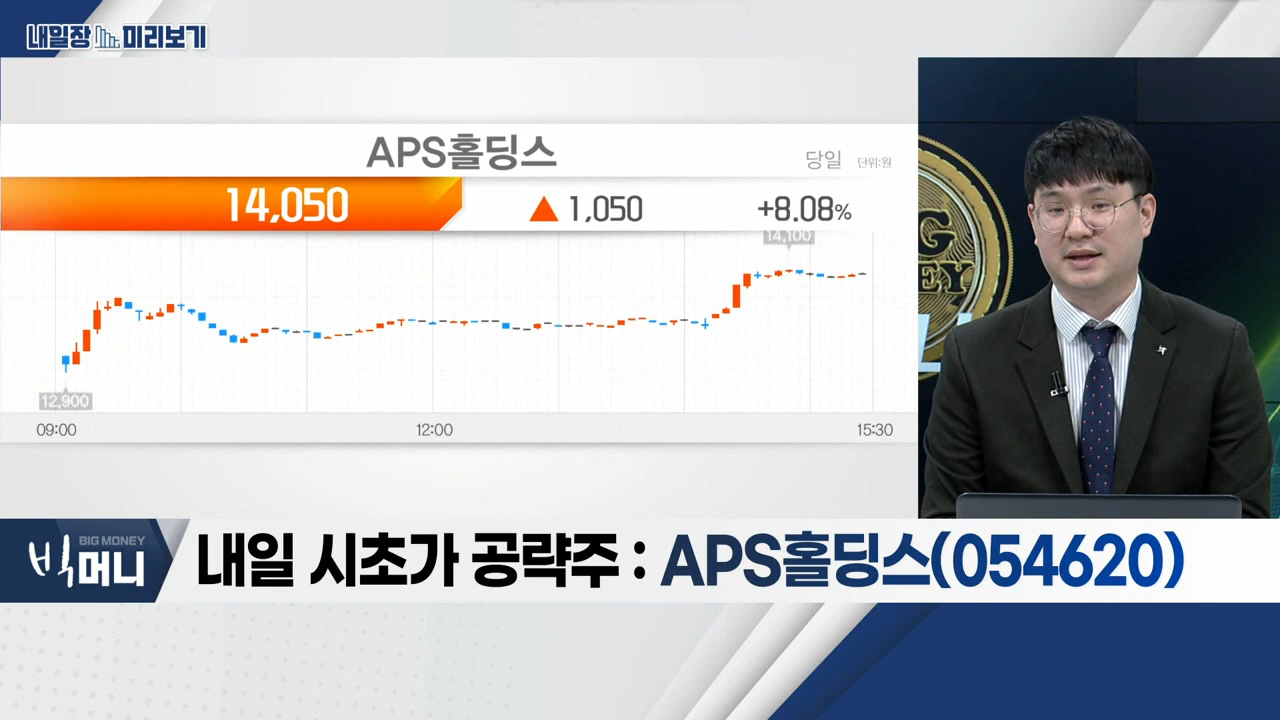 내일장 미리보기
APS홀딩스
당일 단위:원
14,050 ▲ 1,050 +8.08%
14,100
12,900
09:00 12:00 15:30
BIG MONEY
빅머니
내일 시초가 공략주 : APS홀딩스(054620)